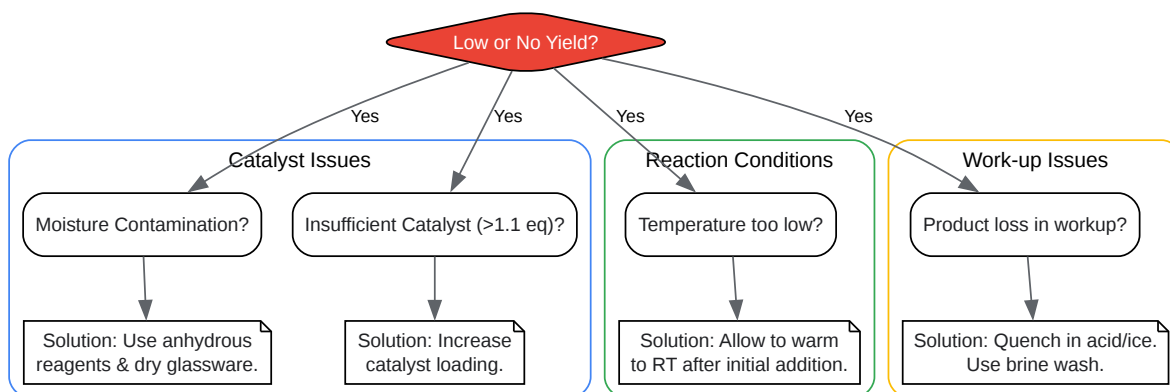 Low or No Yield?
Yes
Yes
Yes
Yes
Catalyst Issues
Reaction Conditions
Work-up Issues
Moisture Contamination?
Insufficient Catalyst (>1.1 eq)?
Temperature too low?
Product loss in workup?
Solution: Use anhydrous
reagents & dry glassware.
Solution: Increase
catalyst loading.
Solution: Allow to warm
to RT after initial addition.
Solution: Quench in acid/ice.
Use brine wash.